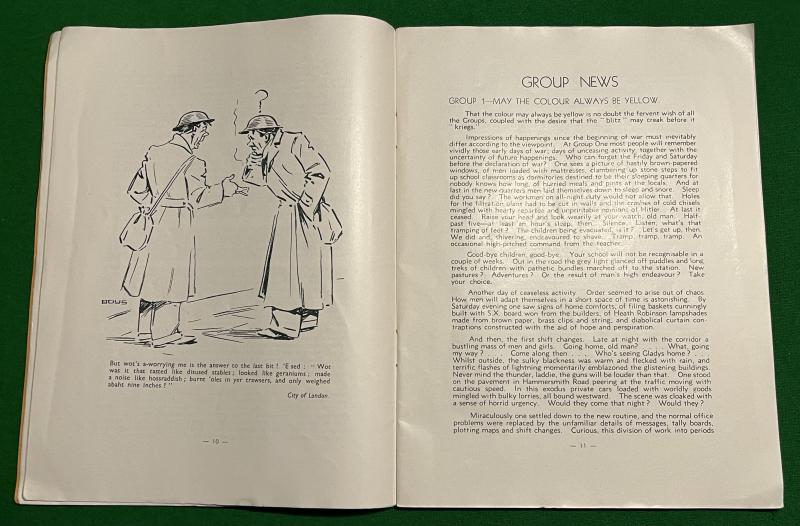 ?
BOYS
But wot's a-worrying me is the answer to the last bit! 'E sed: "Wot
was it that tasted like disused stables; looked like geraniums; made
a noise like hossraddish; burnt 'oles in yer trawsers, and only weighed
abaht nine inches!"
City of London.
— 10 —
GROUP NEWS
GROUP 1—MAY THE COLOUR ALWAYS BE YELLOW.
That the colour may always be yellow is no doubt the fervent wish of all
the Groups, coupled with the desire that the "blitz" may creak before it
"kriegs."
Impressions of happenings since the beginning of war must inevitably
differ according to the viewpoint. At Group One most people will remember
vividly those early days of war; days of unceasing activity, together with the
uncertainty of future happenings. Who can forget the Friday and Saturday
before the declaration of war? One sees a picture of hastily brown-papered
windows, of men loaded with mattresses, clambering up stone steps to fit
up school classrooms as dormitories destined to be their sleeping quarters for
nobody knows how long, of hurried meals and pints at the locals. And at
last in the new quarters men laid themselves down to sleep and snore. Sleep
did you say? The workmen on all-night duty would not allow that. Holes
for the filtration plant had to be cut in walls and the crashes of cold chisels
mingled with hearty repartee and unprintable opinions of Hitler. At last it
ceased. Raise your head and look wearily at your watch, old man. Half-
past five—at least an hour's sleep, then. Silence. Listen, what's that
tramping of feet? The children being evacuated, is it? Let's get up, then.
We did and, shivering, endeavoured to shave. Tramp, tramp, tramp. An
occasional high-pitched command from the teacher.
Good-bye children, good-bye. Your school will not be recognisable in a
couple of weeks. Out in the road the grey light glanced off puddles and long
treks of children with pathetic bundles marched off to the station. New
pastures? Adventures? Or the result of man's high endeavour? Take
your choice.
Another day of ceaseless activity. Order seemed to arise out of chaos.
How men will adapt themselves in a short space of time is astonishing. By
Saturday evening one saw signs of home comforts, of filing baskets cunningly
built with S.X. board won from the builders, of Heath Robinson lampshades
made from brown paper, brass clips and string, and diabolical curtain con-
traptions constructed with the aid of hope and perspiration.
And then, the first shift changes. Late at night with the corridor a
bustling mass of men and girls. Going home, old man? . . . . What, going
my way? . . . . Come along then . . . . Who's seeing Gladys home? . . .
Whilst outside, the sulky blackness was warm and flecked with rain, and
terrific flashes of lightning momentarily emblazoned the glistening buildings.
Never mind the thunder, laddie, the guns will be louder than that. One stood
on the pavement in Hammersmith Road peering at the traffic moving with
cautious speed. In this exodus private cars loaded with worldly goods
mingled with bulky lorries, all bound westward. The scene was cloaked with
a sense of horrid urgency. Would they come that night? Would they?
Miraculously one settled down to the new routine, and the normal office
problems were replaced by the unfamiliar details of messages, tally boards,
plotting maps and shift changes. Curious, this division of work into periods
— 11 —